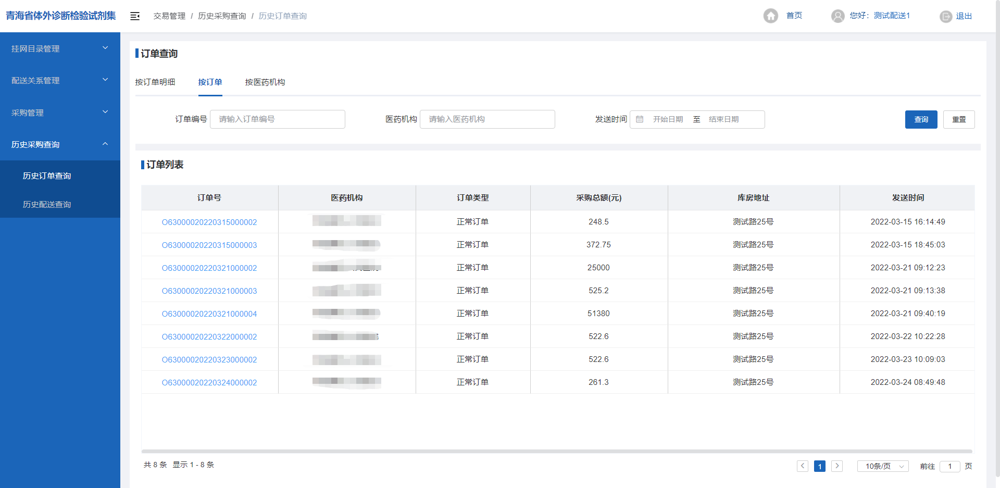 青海省体外诊断检验试剂集
交易管理 / 历史采购查询 / 历史订单查询
首页
您好：测试配送1
退出
挂网目录管理
配送关系管理
采购管理
历史采购查询
历史订单查询
历史配送查询
订单查询
按订单明细 按订单 按医药机构
订单编号 请输入订单编号 医药机构 请输入医药机构 发送时间 开始日期 至 结束日期 查询 重置
订单列表
订单号 医药机构 订单类型 采购总额(元) 库房地址 发送时间
O63000020220315000002 正常订单 248.5 测试路25号 2022-03-15 16:14:49
O63000020220315000003 正常订单 372.75 测试路25号 2022-03-15 18:45:03
O63000020220321000002 正常订单 25000 测试路25号 2022-03-21 09:12:23
O63000020220321000003 正常订单 525.2 测试路25号 2022-03-21 09:13:38
O63000020220321000004 正常订单 51380 测试路25号 2022-03-21 09:40:19
O63000020220322000002 正常订单 522.6 测试路25号 2022-03-22 10:22:28
O63000020220323000002 正常订单 522.6 测试路25号 2022-03-23 10:09:03
O63000020220324000002 正常订单 261.3 测试路25号 2022-03-24 08:49:48
共 8 条 显示 1 - 8 条
1 10条/页 前往 1 页